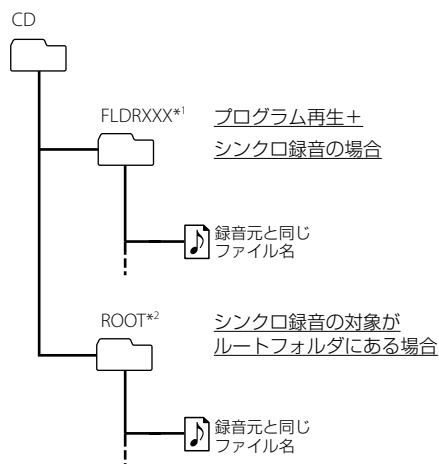 CD
FLDRXXX*1
プログラム再生＋
シンクロ録音の場合
録音元と同じ
ファイル名
ROOT*2
シンクロ録音の対象が
ルートフォルダにある場合
録音元と同じ
ファイル名